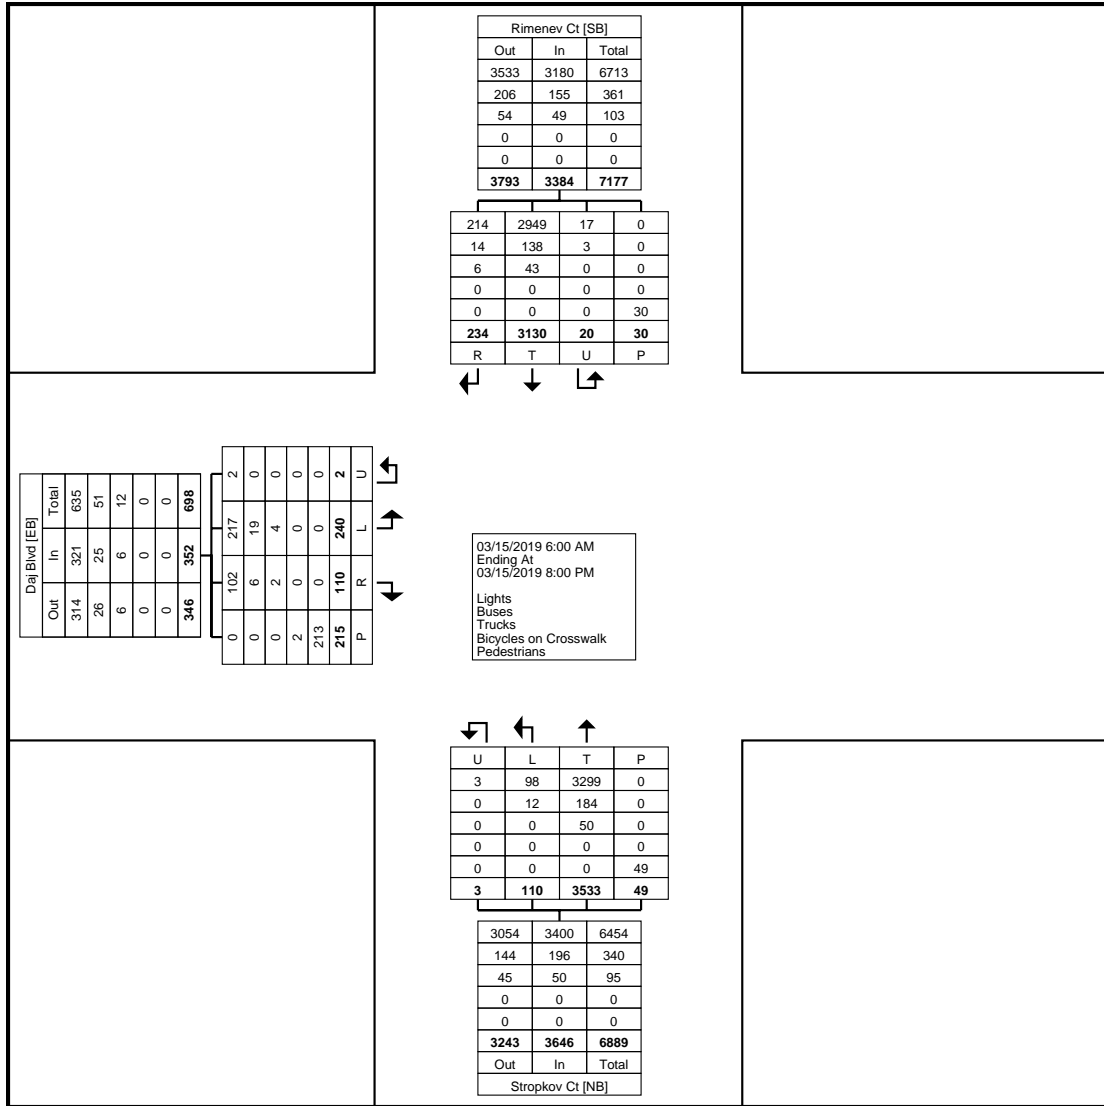 Rimenev Ct [SB]
Out In Total
3533 3180 6713
206 155 361
54 49 103
0 0 0
0 0 0
3793 3384 7177
214 2949 17 0
14 138 3 0
6 43 0 0
0 0 0 0
0 0 0 30
234 3130 20 30
R T U P
Daj Blvd [EB]
Out In Total
314 321 635
26 25 51
6 6 12
0 0 0
0 0 0
346 352 698
0 102 217 2
0 6 19 0
0 2 4 0
2 0 0 0
213 0 0 0
215 110 240 2
P R L U
03/15/2019 6:00 AM
Ending At
03/15/2019 8:00 PM
Lights
Buses
Trucks
Bicycles on Crosswalk
Pedestrians
U L T P
3 98 3299 0
0 12 184 0
0 0 50 0
0 0 0 0
0 0 0 49
3 110 3533 49
3054 3400 6454
144 196 340
45 50 95
0 0 0
0 0 0
3243 3646 6889
Out In Total
Stropkov Ct [NB]